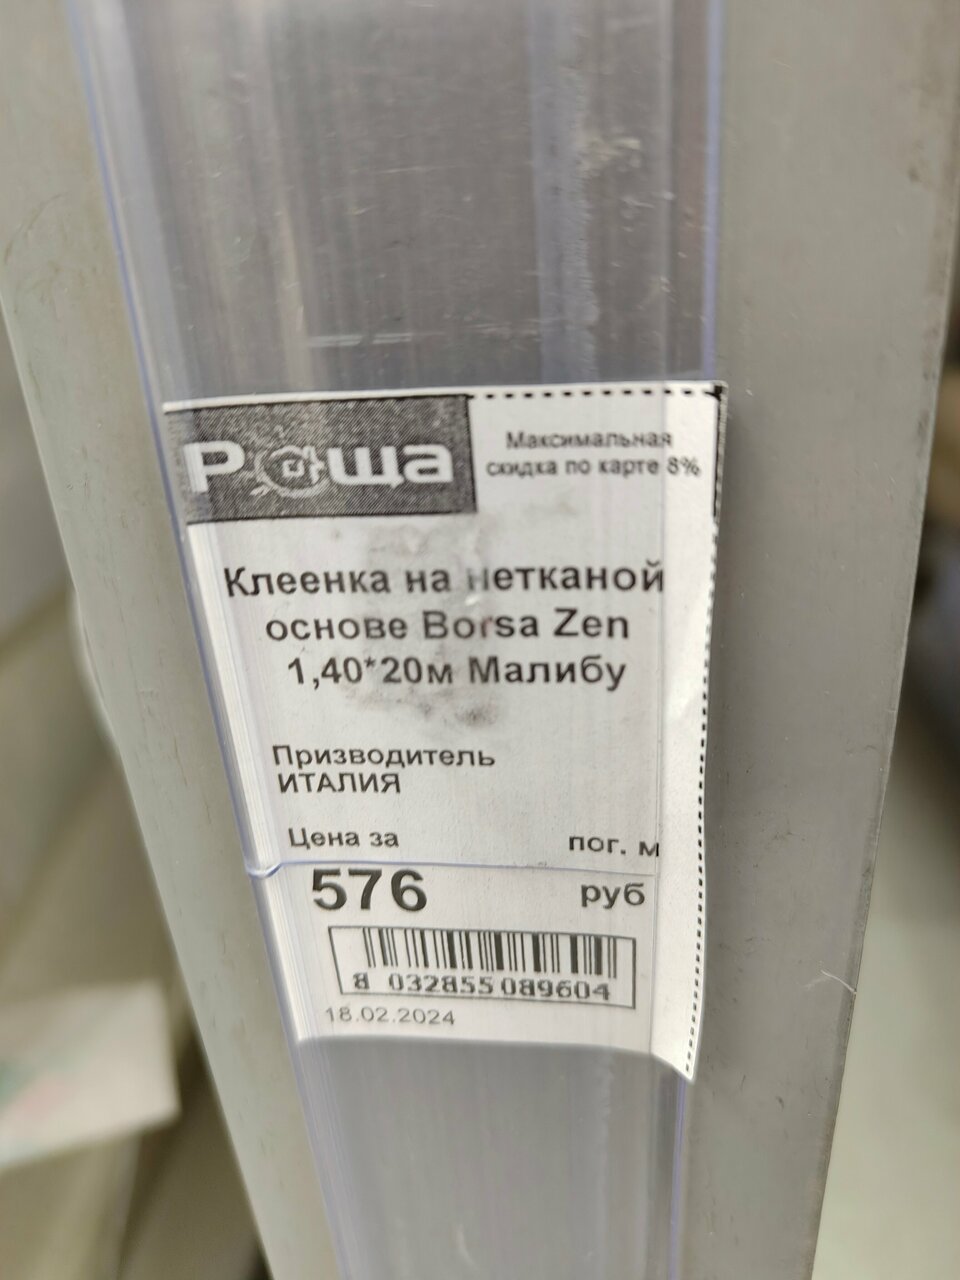 Роща
Максимальная
скидка по карте 8%
Клеенка на нетканой
основе Borsa Zen
1,40*20м Малибу
Призводитель
ИТАЛИЯ
Цена за пог. м
576 руб
8 032855 089604
18.02.2024